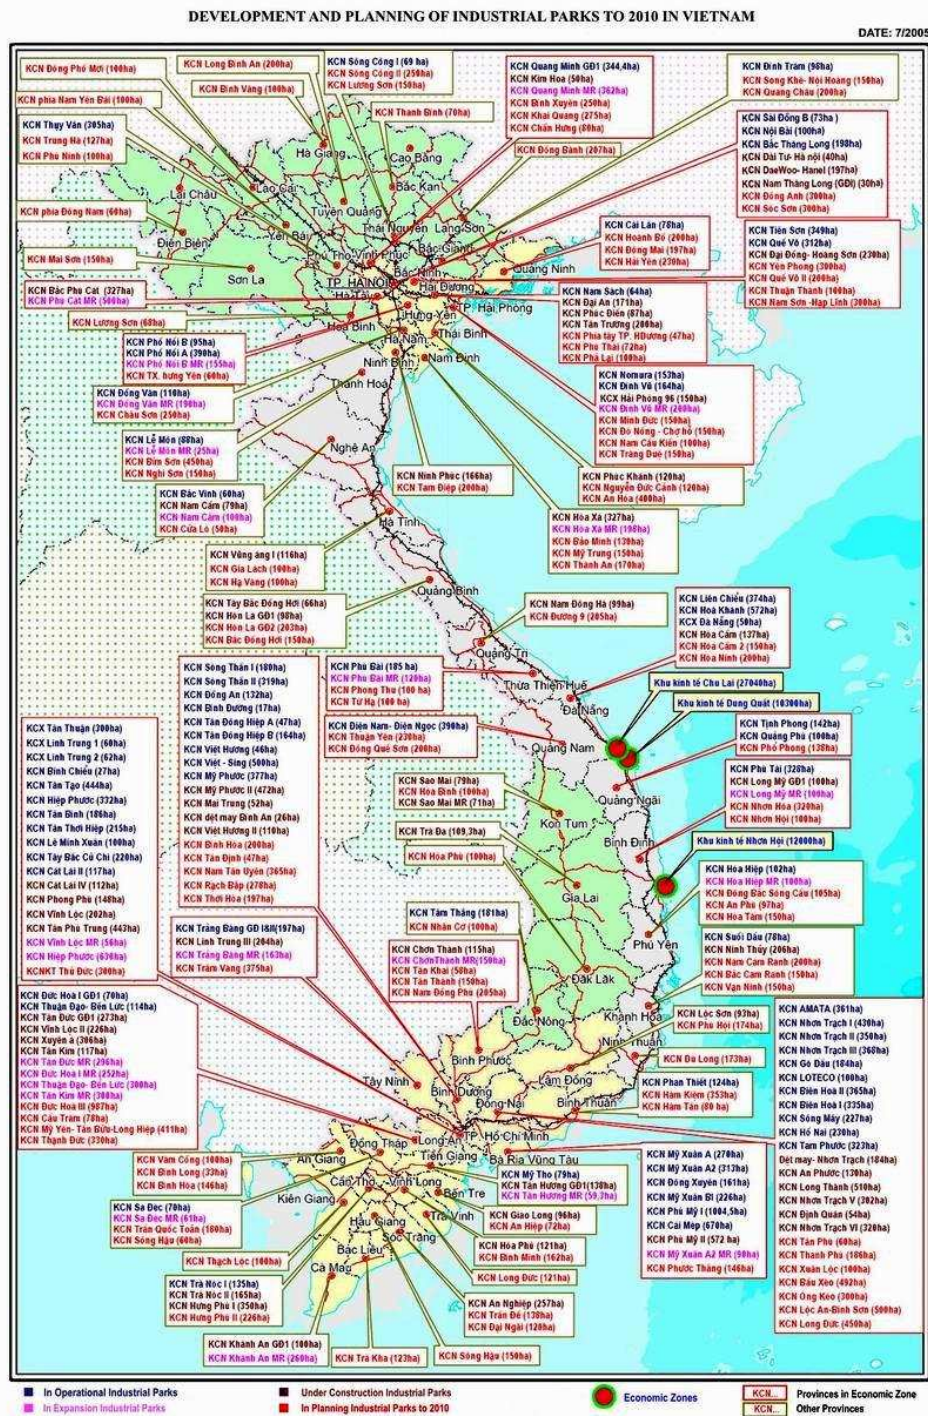 DEVELOPMENT AND PLANNING OF INDUSTRIAL PARKS TO 2010 IN VIETNAM
DATE: 7/2005
KCN Đông Phố Mới (100ha)
KCN Long Bình An (200ha)
KCN Bình Vàng (100ha)
KCN Sông Công I (69 ha)
KCN Sông Công II (250ha)
KCN Lương Sơn (150ha)
KCN Quang Minh GĐ1 (344,4ha)
KCN Kim Hoa (50ha)
KCN Quang Minh MR (362ha)
KCN Bình Xuyên (250ha)
KCN Khai Quang (275ha)
KCN Chấn Hưng (80ha)
KCN Đình Trám (98ha)
KCN Song Khê- Nội Hoàng (150ha)
KCN Quang Châu (200ha)
KCN phía Nam Yên Bái (100ha)
KCN Thanh Bình (70ha)
KCN Thụy Vân (305ha)
KCN Trung Hà (127ha)
KCN Phú Ninh (100ha)
KCN Đồng Bành (207ha)
KCN Sài Đồng B (73ha )
KCN Nội Bài (100ha)
KCN Bắc Thăng Long (198ha)
KCN Đài Tư- Hà nội (40ha)
KCN DaeWoo- Hanel (197ha)
KCN Nam Thăng Long (GĐI) (30ha)
KCN Đông Anh (300ha)
KCN Sóc Sơn (300ha)
Hà Giang
Cao Bằng
Lai Châu
Lào Cai
Bắc Kạn
Tuyên Quang
KCN phía Đông Nam (60ha)
Điện Biên
Yên Bái
Thái Nguyên
Lạng Sơn
KCN Mai Sơn (150ha)
Sơn La
Phú Thọ
Vĩnh Phúc
Bắc Giang
Bắc Ninh
Quảng Ninh
KCN Cái Lân (78ha)
KCN Hoành Bồ (200ha)
KCN Đông Mai (197ha)
KCN Hải Yên (230ha)
KCN Tiên Sơn (349ha)
KCN Quế Võ (312ha)
KCN Đại Đồng- Hoàng Sơn (230ha)
KCN Yên Phong (300ha)
KCN Quế Võ II (200ha)
KCN Thuận Thành (100ha)
KCN Nam Sơn -Hạp Lĩnh (300ha)
KCN Bắc Phú Cát (327ha)
KCN Phú Cát MR (500ha)
TP. HÀ NỘI
Hà Tây
Hải Dương
TP. Hải Phòng
Hưng Yên
KCN Lương Sơn (68ha)
Hoà Bình
KCN Nam Sách (64ha)
KCN Đại An (171ha)
KCN Phúc Điền (87ha)
KCN Tân Trường (200ha)
KCN Phía tây TP. HDương (47ha)
KCN Phú Thái (72ha)
KCN Phả Lại (100ha)
KCN Phố Nối B (95ha)
KCN Phố Nối A (390ha)
KCN Phố Nối B MR (155ha)
KCN TX. hưng Yên (60ha)
Hà Nam
Thái Bình
Ninh Bình
Nam Định
Thanh Hoá
KCN Đồng Văn (110ha)
KCN Đồng Văn MR (190ha)
KCN Châu Sơn (250ha)
KCN Nomura (153ha)
KCN Đình Vũ (164ha)
KCX Hải Phòng 96 (150ha)
KCN Đình Vũ MR (200ha)
KCN Minh Đức (150ha)
KCN Đò Nống - Chợ hỗ (150ha)
KCN Nam Cầu Kiền (100ha)
KCN Tràng Duệ (150ha)
KCN Lễ Môn (88ha)
KCN Lễ Môn MR (25ha)
KCN Bỉm Sơn (450ha)
KCN Nghi Sơn (150ha)
Nghệ An
KCN Ninh Phúc (166ha)
KCN Tam Điệp (200ha)
KCN Phúc Khánh (120ha)
KCN Nguyễn Đức Cảnh (120ha)
KCN An Hòa (400ha)
KCN Bắc Vinh (60ha)
KCN Nam Cấm (79ha)
KCN Nam Cấm (100ha)
KCN Cửa Lò (50ha)
KCN Hòa Xá (327ha)
KCN Hòa Xá MR (198ha)
KCN Bảo Minh (130ha)
KCN Mỹ Trung (150ha)
KCN Thành An (170ha)
Hà Tĩnh
KCN Vũng áng I (116ha)
KCN Gia Lách (100ha)
KCN Hạ Vàng (100ha)
Quảng Bình
KCN Tây Bắc Đồng Hới (66ha)
KCN Hòn La GĐ1 (98ha)
KCN Hòn La GĐ2 (203ha)
KCN Bắc Đồng Hới (150ha)
KCN Nam Đông Hà (99ha)
KCN Đường 9 (205ha)
Quảng Trị
KCN Liên Chiểu (374ha)
KCN Hoà Khánh (572ha)
KCX Đà Nẵng (50ha)
KCN Hòa Cầm (137ha)
KCN Hòa Cầm 2 (150ha)
KCN Hòa Ninh (200ha)
KCN Phú Bài (185 ha)
KCN Phú Bài MR (120ha)
KCN Phong Thu (100 ha)
KCN Tứ Hạ (100 ha)
Thừa Thiên Huế
Đà Nẵng
Khu kinh tế Chu Lai (27040ha)
Khu kinh tế Dung Quất (10300ha)
KCN Sóng Thần I (180ha)
KCN Sóng Thần II (319ha)
KCN Đồng An (132ha)
KCN Bình Đường (17ha)
KCN Tân Đông Hiệp A (47ha)
KCN Tân Đông Hiệp B (164ha)
KCN Việt Hương (46ha)
KCN Việt - Sing (500ha)
KCN Mỹ Phước (377ha)
KCN Mỹ Phước II (472ha)
KCN Mai Trung (52ha)
KCN dệt may Bình An (26ha)
KCN Việt Hương II (110ha)
KCN Bình Hòa (200ha)
KCN Tân Định (47ha)
KCN Nam Tân Uyên (365ha)
KCN Rạch Bắp (278ha)
KCN Thới Hòa (197ha)
KCN Điện Nam- Điện Ngọc (390ha)
KCN Thuận Yên (230ha)
KCN Đông Quế Sơn (200ha)
Quảng Nam
KCN Tịnh Phong (142ha)
KCN Quảng Phú (100ha)
KCN Phổ Phong (138ha)
Quảng Ngãi
KCX Tân Thuận (300ha)
KCX Linh Trung 1 (60ha)
KCX Linh Trung 2 (62ha)
KCN Bình Chiểu (27ha)
KCN Tân Tạo (444ha)
KCN Hiệp Phước (332ha)
KCN Tân Bình (186ha)
KCN Tân Thới Hiệp (215ha)
KCN Lê Minh Xuân (100ha)
KCN Tây Bắc Củ Chi (220ha)
KCN Cát Lái II (117ha)
KCN Cát Lái IV (112ha)
KCN Phong Phú (148ha)
KCN Vĩnh Lộc (202ha)
KCN Tân Phú Trung (443ha)
KCN Vĩnh Lộc MR (56ha)
KCN Hiệp Phước (630ha)
KCNKT Thủ Đức (300ha)
KCN Sao Mai (79ha)
KCN Hòa Bình (100ha)
KCN Sao Mai MR (71ha)
Kon Tum
KCN Phú Tài (328ha)
KCN Long Mỹ GĐ1 (100ha)
KCN Long Mỹ MR (100ha)
KCN Nhơn Hòa (320ha)
KCN Nhơn Hội (100ha)
Bình Định
KCN Trà Đa (109,3ha)
KCN Hòa Phú (100ha)
Khu kinh tế Nhơn Hội (12000ha)
Gia Lai
KCN Hòa Hiệp (102ha)
KCN Hòa Hiệp MR (100ha)
KCN Đông Bắc Sông Cầu (105ha)
KCN An Phú (97ha)
KCN Hoà Tâm (150ha)
KCN Tâm Thắng (181ha)
KCN Nhân Cơ (100ha)
Phú Yên
KCN Trảng Bàng GĐ I&II(197ha)
KCN Linh Trung III (204ha)
KCN Trảng Bàng MR (163ha)
KCN Trâm Vàng (375ha)
KCN Chơn Thành (115ha)
KCN ChơnThành MR(150ha)
KCN Tân Khai (58ha)
KCN Tân Thành (150ha)
KCN Nam Đồng Phú (205ha)
Đăk Lăk
KCN Suối Dầu (78ha)
KCN Ninh Thủy (206ha)
KCN Nam Cam Ranh (200ha)
KCN Bắc Cam Ranh (150ha)
KCN Vạn Ninh (150ha)
Khánh Hoà
Đắc Nông
KCN Đức Hoà I GĐ1 (70ha)
KCN Thuận Đạo- Bến Lức (114ha)
KCN Tân Đức GĐ1 (273ha)
KCN Vĩnh Lộc II (226ha)
KCN Xuyên á (306ha)
KCN Tân Kim (117ha)
KCN Tân Đức MR (296ha)
KCN Đức Hoà I MR (252ha)
KCN Thuận Đạo- Bến Lức (300ha)
KCN Tân Kim MR (300ha)
KCN Đức Hoà III (987ha)
KCN Cầu Tràm (78ha)
KCN Mỹ Yên- Tân Bửu-Long Hiệp (411ha)
KCN Thạnh Đức (330ha)
Bình Phước
KCN Lộc Sơn (93ha)
KCN Phú Hội (174ha)
Ninh Thuận
KCN Du Long (173ha)
Tây Ninh
Bình Dương
Lâm Đồng
Đồng Nai
Bình Thuận
KCN Phan Thiết (124ha)
KCN Hàm Kiệm (353ha)
KCN Hàm Tân (80 ha)
KCN AMATA (361ha)
KCN Nhơn Trạch I (430ha)
KCN Nhơn Trạch II (350ha)
KCN Nhơn Trạch III (368ha)
KCN Gò Dầu (184ha)
KCN LOTECO (100ha)
KCN Biên Hoà II (365ha)
KCN Biên Hoà I (335ha)
KCN Sông Mây (227ha)
KCN Hố Nai (230ha)
KCN Tam Phước (323ha)
Dệt may- Nhơn Trạch (184ha)
KCN An Phước (130ha)
KCN Long Thành (510ha)
KCN Nhơn Trạch V (302ha)
KCN Định Quán (54ha)
KCN Nhơn Trạch VI (320ha)
KCN Tân Phú (60ha)
KCN Thạnh Phú (186ha)
KCN Xuân Lộc (100ha)
KCN Bàu Xéo (492ha)
KCN Ông Kèo (300ha)
KCN Lộc An-Bình Sơn (500ha)
KCN Long Đức (450ha)
Long An
TP. Hồ Chí Minh
Đồng Tháp
An Giang
Tiền Giang
Bà Rịa Vũng Tàu
KCN Vàm Cống (100ha)
KCN Bình Long (33ha)
KCN Bình Hòa (146ha)
Kiên Giang
Cần Thơ
Vĩnh Long
Bến Tre
KCN Mỹ Tho (79ha)
KCN Tân Hương GĐ1(138ha)
KCN Tân Hương MR (59,3ha)
KCN Mỹ Xuân A (270ha)
KCN Mỹ Xuân A2 (313ha)
KCN Đông Xuyên (161ha)
KCN Mỹ Xuân BI (226ha)
KCN Phú Mỹ I (1004,5ha)
KCN Cái Mép (670ha)
KCN Phú Mỹ II (572 ha)
KCN Mỹ Xuân A2 MR (90ha)
KCN Phước Thắng (146ha)
KCN Sa Đéc (70ha)
KCN Sa Đéc MR (61ha)
KCN Trần Quốc Toản (180ha)
KCN Sông Hậu (60ha)
Hậu Giang
Trà Vinh
Sóc Trăng
KCN Giao Long (96ha)
KCN An Hiệp (72ha)
KCN Thạch Lộc (100ha)
Bạc Liêu
Cà Mau
KCN Hòa Phú (121ha)
KCN Bình Minh (162ha)
KCN Long Đức (121ha)
KCN Trà Nóc I (135ha)
KCN Trà Nóc II (165ha)
KCN Hưng Phú I (350ha)
KCN Hưng Phú II (226ha)
KCN An Nghiệp (257ha)
KCN Trần Đề (138ha)
KCN Đại Ngãi (120ha)
KCN Khánh An GĐ1 (100ha)
KCN Khánh An MR (260ha)
KCN Trà Kha (123ha)
KCN Sông Hậu (150ha)
In Operational Industrial Parks
In Expansion Industrial Parks
Under Construction Industrial Parks
In Planning Industrial Parks to 2010
Economic Zones
KCN... Provinces in Economic Zone
KCN... Other Provinces